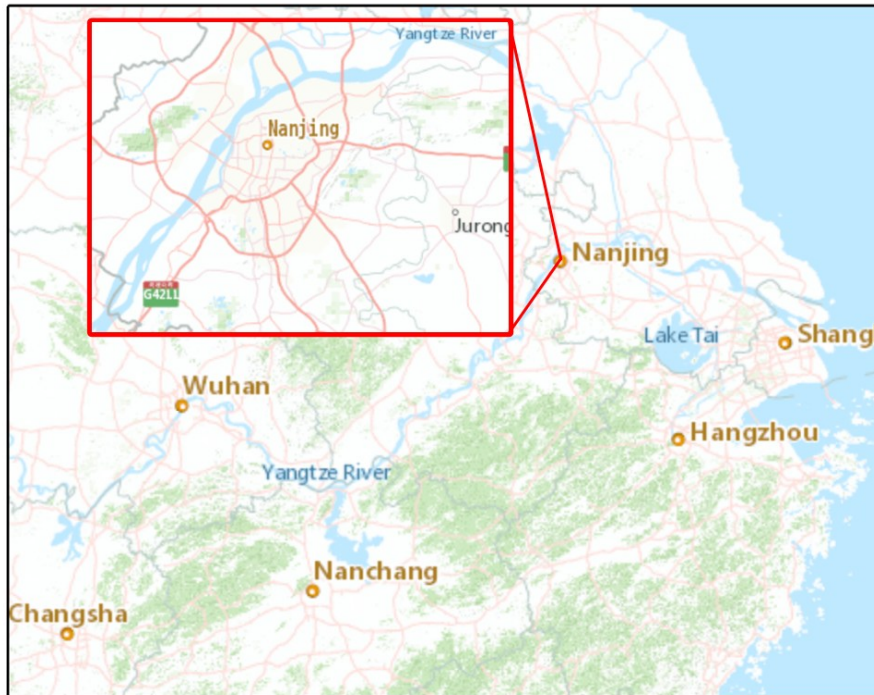 Yangtze River
Nanjing
Jurong
G42LL
Nanjing
Lake Tai
Shang
Wuhan
Hangzhou
Yangtze River
Nanchang
Changsha